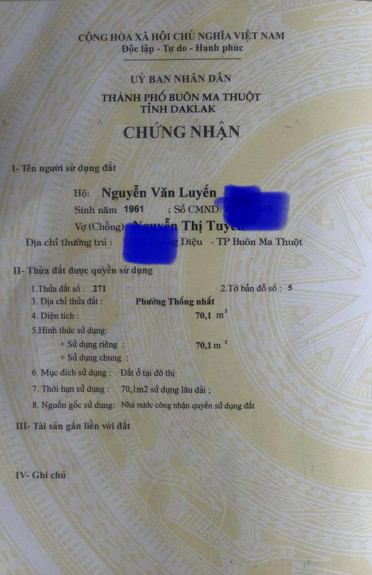 CỘNG HÒA XÃ HỘI CHỦ NGHĨA VIỆT NAM
Độc lập - Tự do - Hạnh phúc
UỶ BAN NHÂN DÂN
THÀNH PHỐ BUÔN MA THUỘT
TỈNH DAKLAK
CHỨNG NHẬN
I- Tên người sử dụng đất
Hộ: Nguyễn Văn Luyến
Sinh năm 1961 ; Số CMND:
Vợ (Chồng): Nguyễn Thị Tuyến
Địa chỉ thường trú : Diệu - TP Buôn Ma Thuột
II- Thửa đất được quyền sử dụng
1.Thửa đất số : 271 2.Tờ bản đồ số : 5
3. Địa chỉ thửa đất : Phường Thống nhất
4. Diện tích : 70,1 m²
5.Hình thức sử dụng:
+ Sử dụng riêng : 70,1 m ²
+ Sử dụng chung :
6. Mục đích sử dụng : Đất ở tại đô thị
7. Thời hạn sử dụng : 70,1m2 sử dụng lâu dài ;
8. Nguồn gốc sử dụng: Nhà nước công nhận quyền sử dụng đất
III- Tài sản gắn liền với đất
IV- Ghi chú